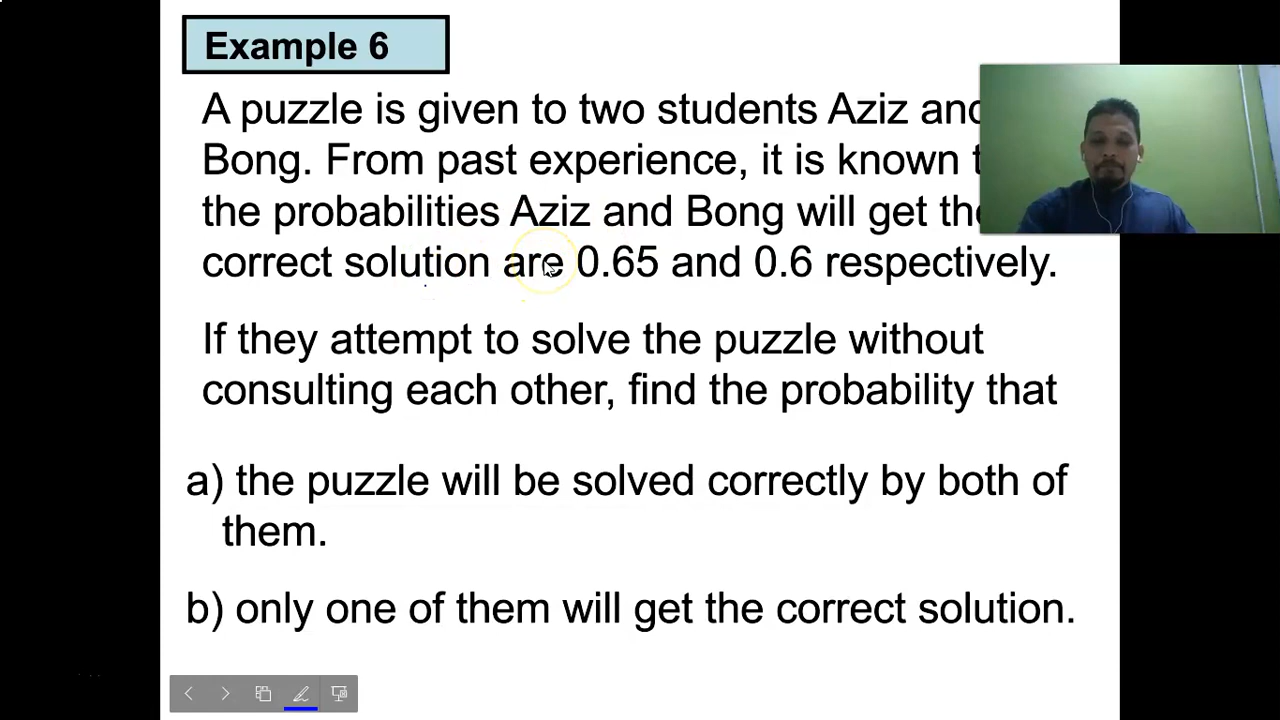 Example 6
A puzzle is given to two students Aziz and
Bong. From past experience, it is known
the probabilities Aziz and Bong will get the
correct solution are 0.65 and 0.6 respectively.
If they attempt to solve the puzzle without
consulting each other, find the probability that
a) the puzzle will be solved correctly by both of
them.
b) only one of them will get the correct solution.